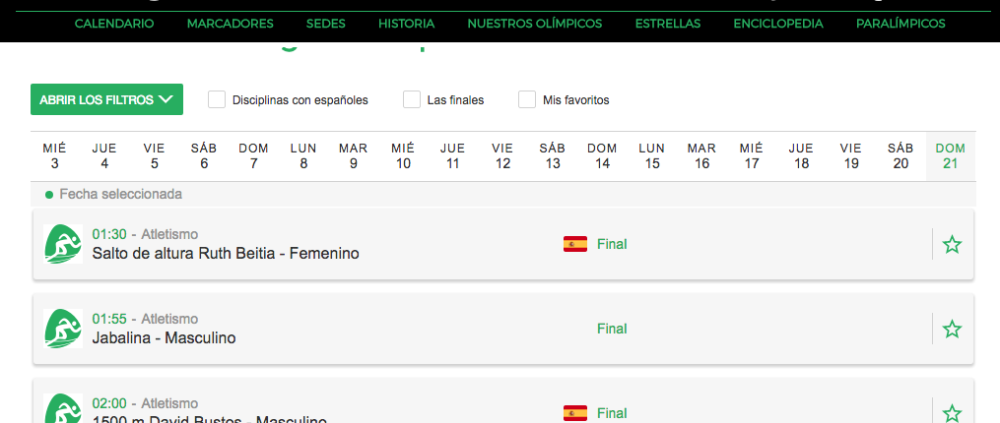 CALENDARIO MARCADORES SEDES HISTORIA NUESTROS OLÍMPICOS ESTRELLAS ENCICLOPEDIA PARALÍMPICOS
ABRIR LOS FILTROS Disciplinas con españoles Las finales Mis favoritos
MIÉ JUE VIE SÁB DOM LUN MAR MIÉ JUE VIE SÁB DOM LUN MAR MIÉ JUE VIE SÁB DOM
3 4 5 6 7 8 9 10 11 12 13 14 15 16 17 18 19 20 21
Fecha seleccionada
01:30 - Atletismo
Salto de altura Ruth Beitia - Femenino Final
01:55 - Atletismo
Jabalina - Masculino Final
02:00 - Atletismo
1500 m David Bustos - Masculino Final